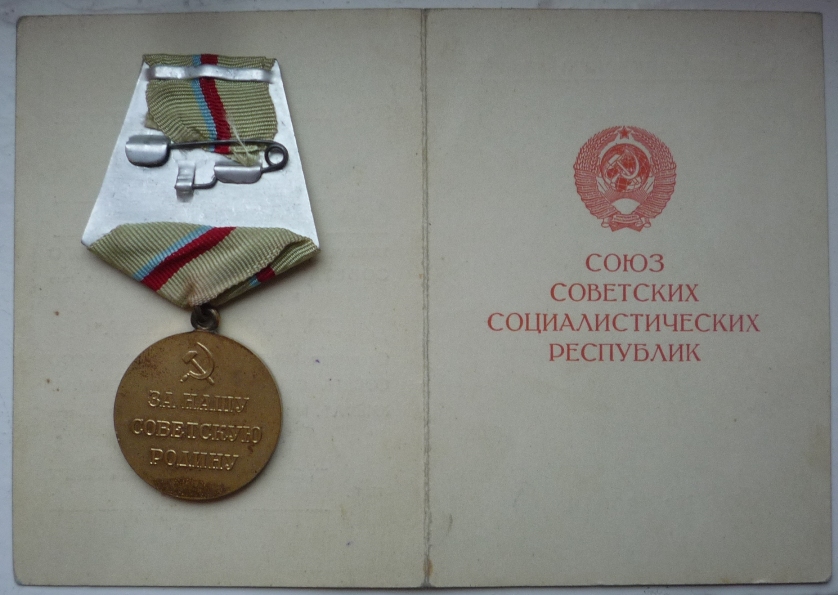 ЗА НАШУ
СОВЕТСКУЮ
РОДИНУ
СОЮЗ
СОВЕТСКИХ
СОЦИАЛИСТИЧЕСКИХ
РЕСПУБЛИК